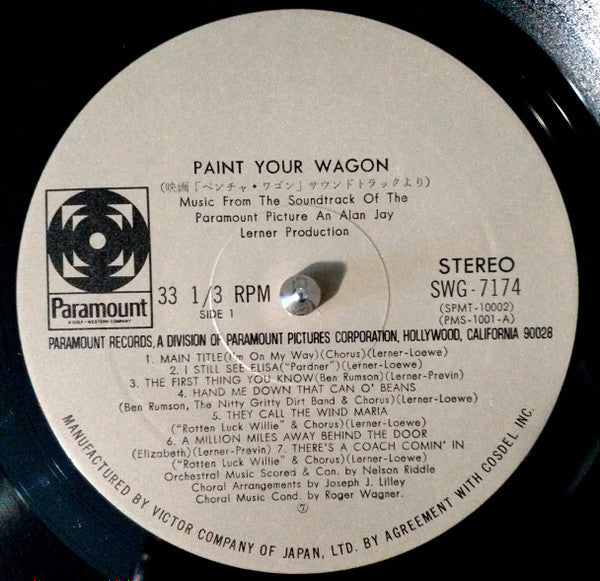 PAINT YOUR WAGON
(映画「ペンチャ・ワゴン」サウンドトラックより)
Music From The Soundtrack Of The
Paramount Picture An Alan Jay
Lerner Production
Paramount
A GULF+WESTERN COMPANY
33 1/3 RPM
SIDE 1
STEREO
SWG-7174
(SPMT-10002)
(PMS-1001-A)
PARAMOUNT RECORDS, A DIVISION OF PARAMOUNT PICTURES CORPORATION, HOLLYWOOD, CALIFORNIA 90028
1. MAIN TITLE(I'm On My Way)(Chorus)(Lerner-Loewe)
2. I STILL SEE ELISA("Pardner")(Lerner-Loewe)
3. THE FIRST THING YOU KNOW(Ben Rumson)(Lerner-Previn)
4. HAND ME DOWN THAT CAN O' BEANS
(Ben Rumson, The Nitty Gritty Dirt Band & Chorus)(Lerner-Loewe)
5. THEY CALL THE WIND MARIA
("Rotten Luck Willie" & Chorus)(Lerner-Loewe)
6. A MILLION MILES AWAY BEHIND THE DOOR
(Elizabeth)(Lerner-Previn) 7. THERE'S A COACH COMIN' IN
("Rotten Luck Willie" & Chorus)(Lerner-Loewe)
Orchestral Music Scored & Con. by Nelson Riddle
Choral Arrangements by Joseph J. Lilley
Choral Music Cond. by Roger Wagner.
⑦
MANUFACTURED BY VICTOR COMPANY OF JAPAN, LTD. BY AGREEMENT WITH COSDEL INC.